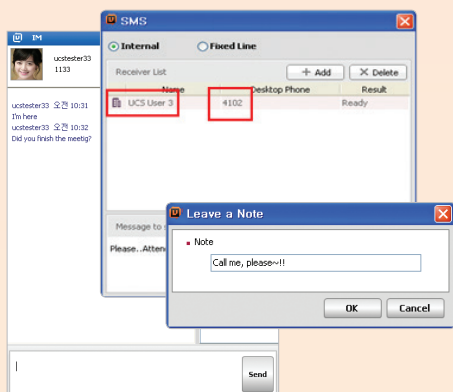 IM
ucstester33
1133
ucstester33 오전 10:31
I'm here
ucstester33 오전 10:32
Did you finish the meetig?
Send
SMS
Internal Fixed Line
Receiver List + Add X Delete
Name Desktop Phone Result
UCS User 3 4102 Ready
Message to
Please..Atten
Leave a Note
Note
Call me, please~!!
OK Cancel